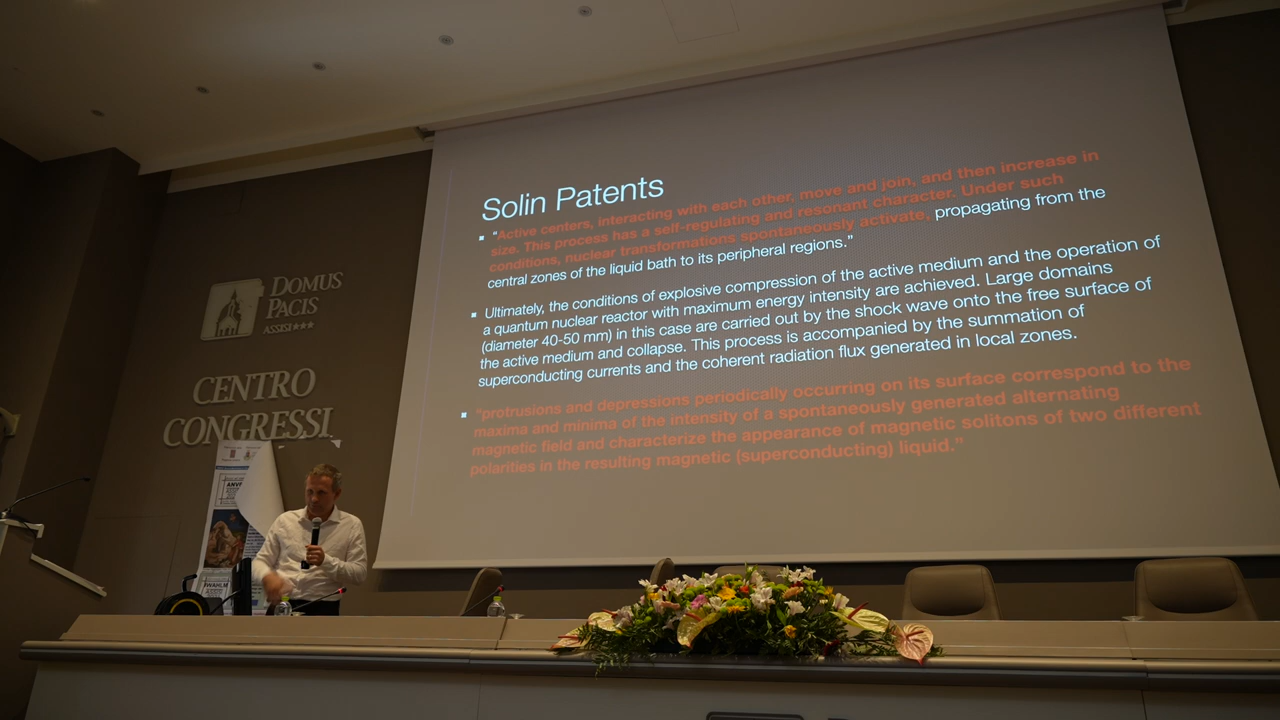 Solin Patents
▪ "Active centers, interacting with each other, move and join, and then increase in
size. This process has a self-regulating and resonant character. Under such
conditions, nuclear transformations spontaneously activate, propagating from the
central zones of the liquid bath to its peripheral regions."
▪ Ultimately, the conditions of explosive compression of the active medium and the operation of
a quantum nuclear reactor with maximum energy intensity are achieved. Large domains
(diameter 40-50 mm) in this case are carried out by the shock wave onto the free surface of
the active medium and collapse. This process is accompanied by the summation of
superconducting currents and the coherent radiation flux generated in local zones.
▪ "protrusions and depressions periodically occurring on its surface correspond to the
maxima and minima of the intensity of a spontaneously generated alternating
magnetic field and characterize the appearance of magnetic solitons of two different
polarities in the resulting magnetic (superconducting) liquid."
DOMUS
PACIS
ASSISI★★★
CENTRO
CONGRESSI